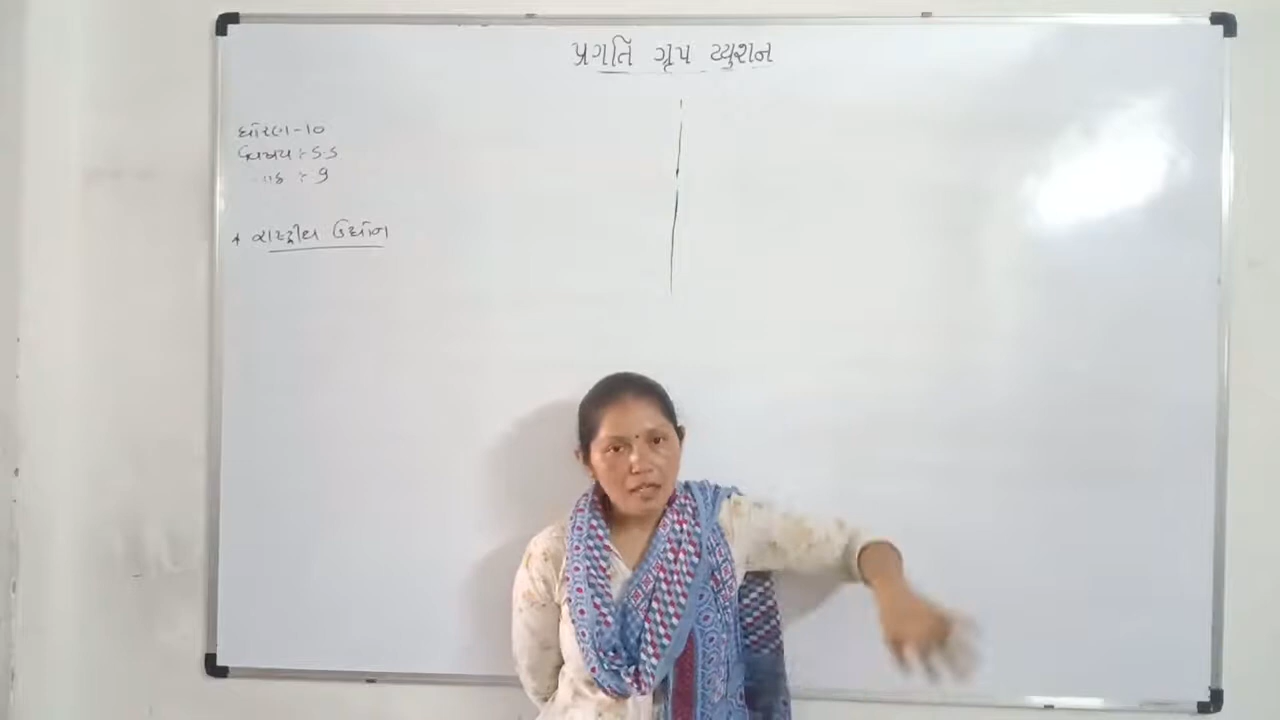 પ્રગતિ ગૃપ ટ્યુશન
ધોરણ-10
વિષય :- S.S
પાઠ :- 9
* રાષ્ટ્રીય ઉદ્યાન